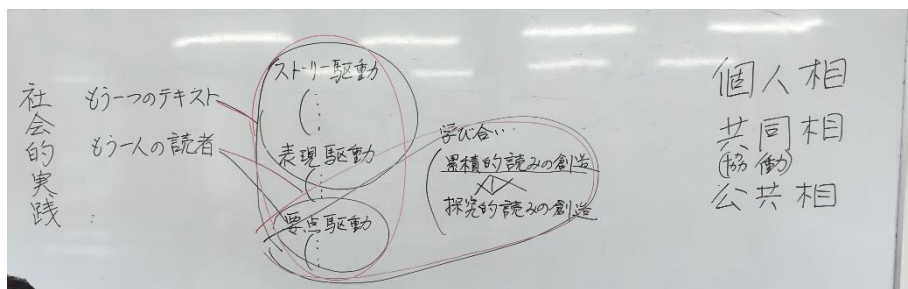 社会的実践
もう一つのテキスト
もう一人の読者
ストーリー駆動
表現駆動
要点駆動
学び合い…
累積的読みの創造
探究的読みの創造
個人相
共同相
(協働)
公共相